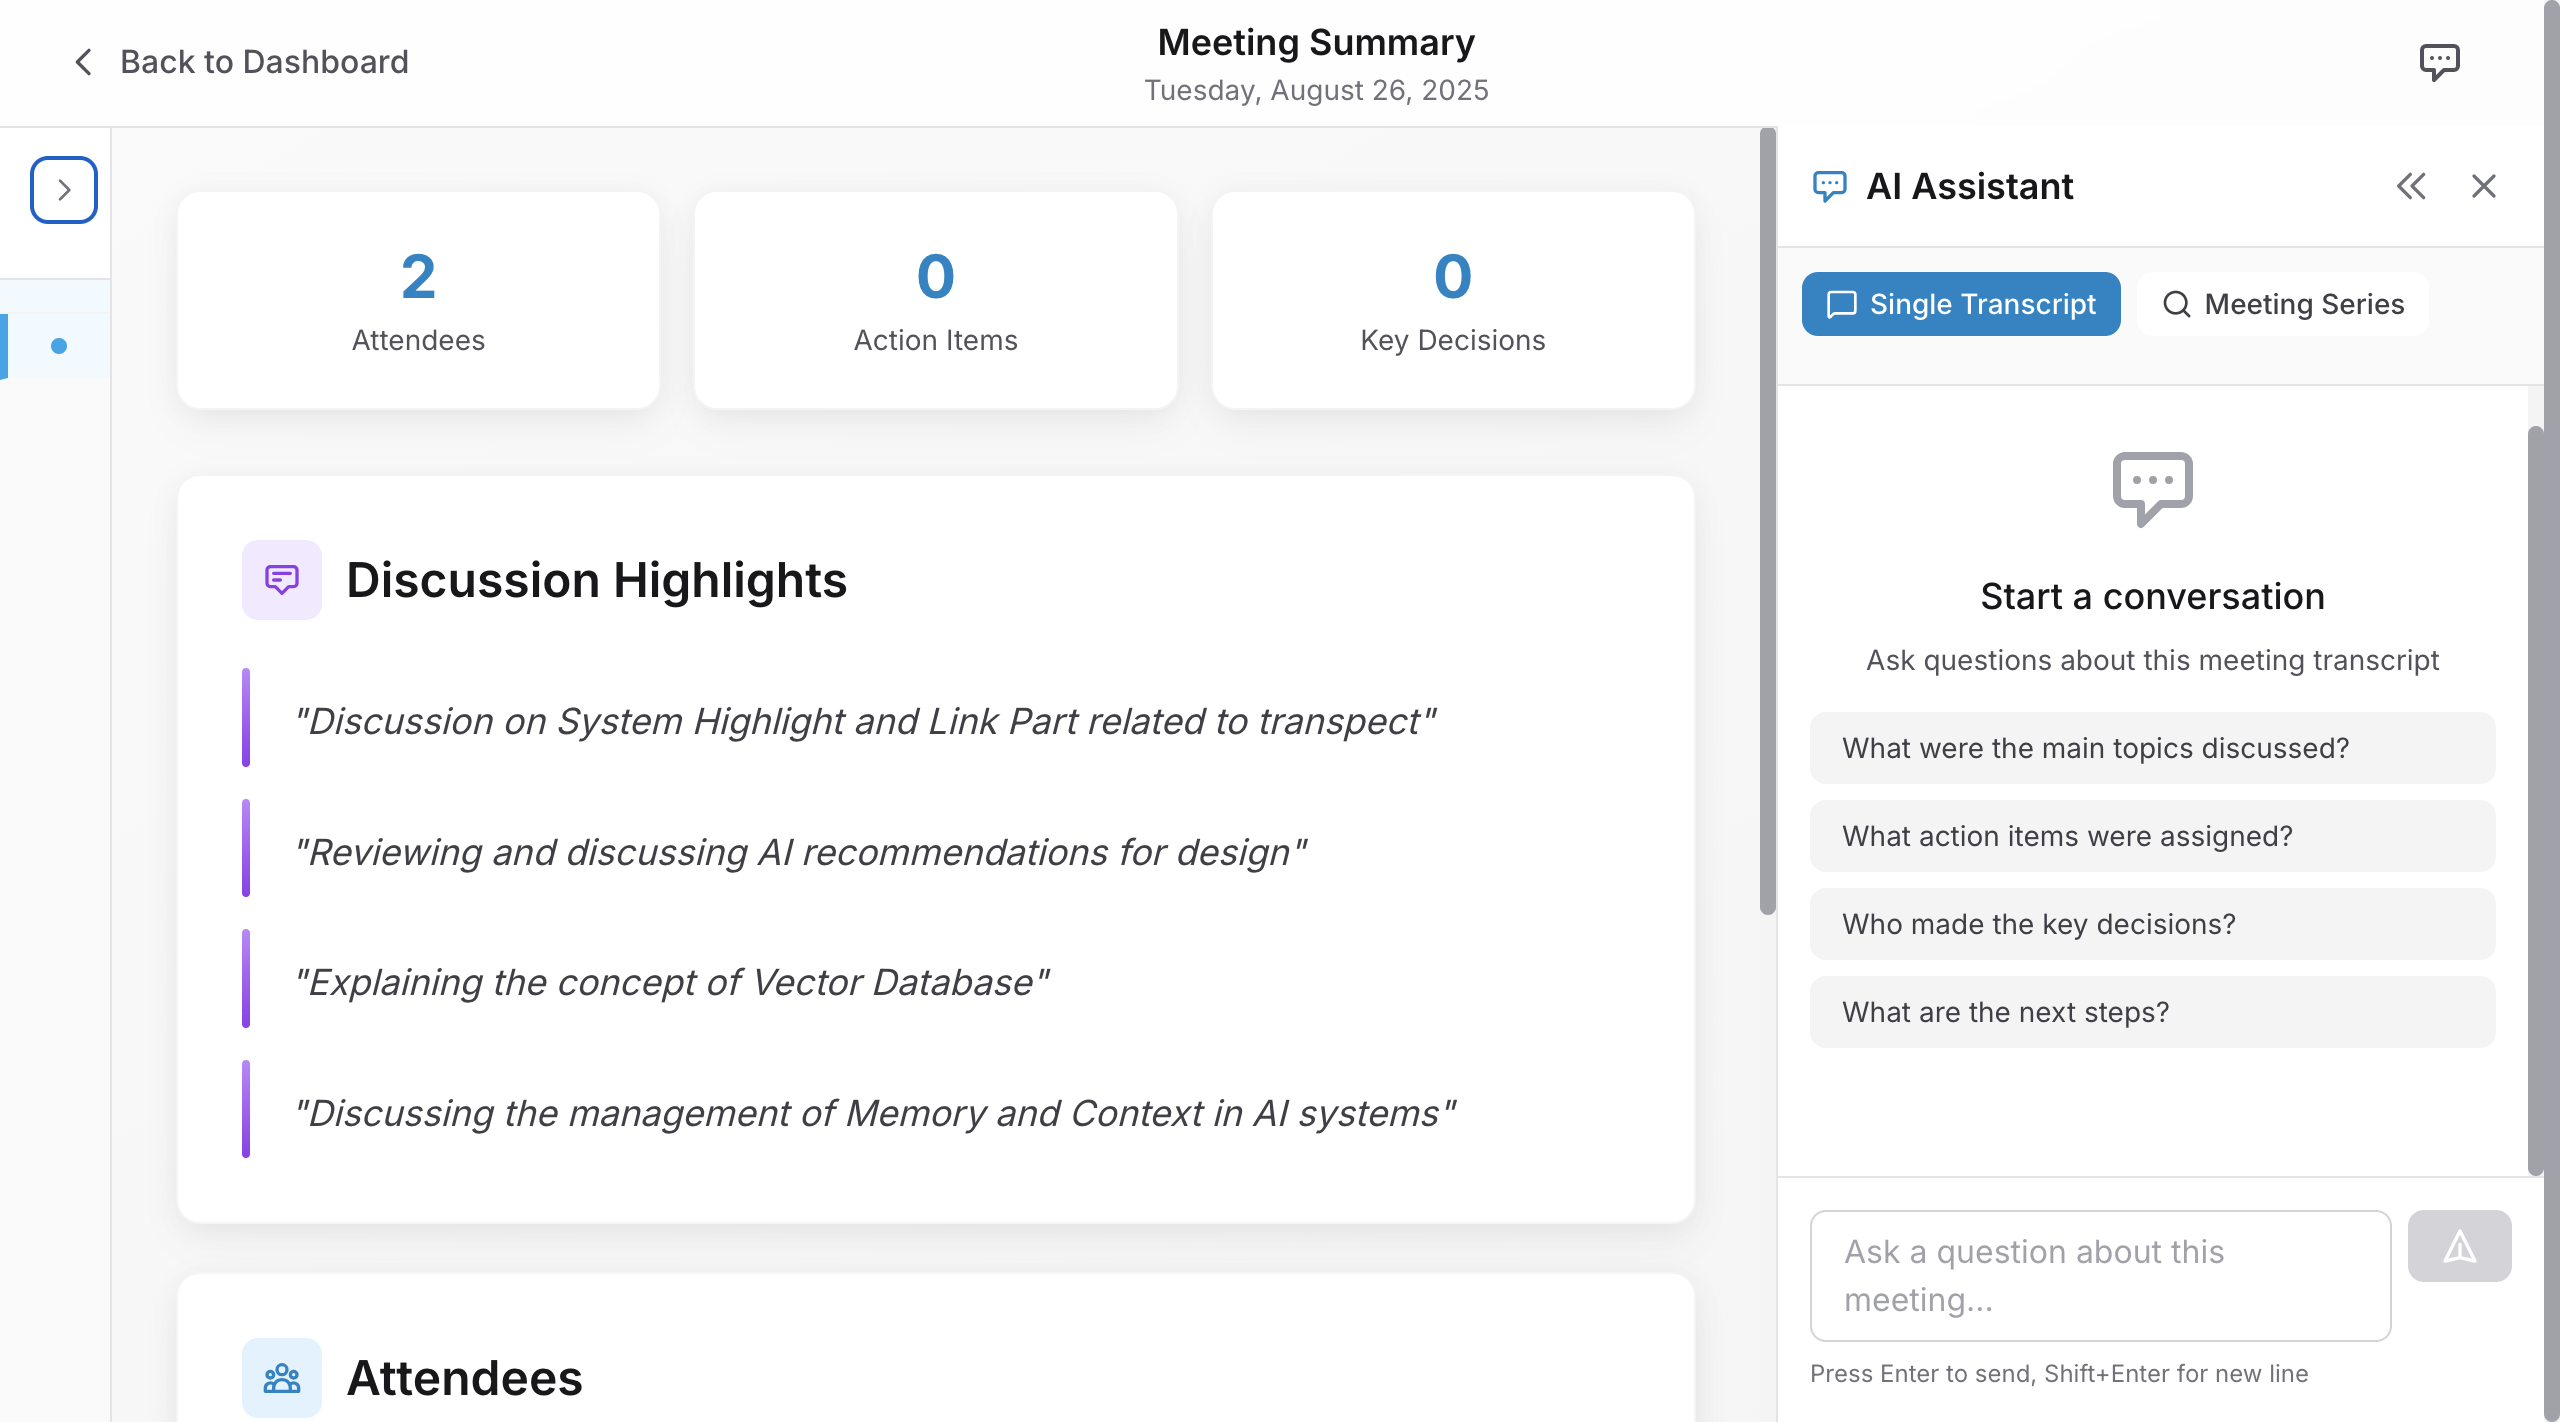 Back to Dashboard
Meeting Summary
Tuesday, August 26, 2025
2
Attendees
0
Action Items
0
Key Decisions
Discussion Highlights
"Discussion on System Highlight and Link Part related to transpect"
"Reviewing and discussing AI recommendations for design"
"Explaining the concept of Vector Database"
"Discussing the management of Memory and Context in AI systems"
Attendees
AI Assistant
Single Transcript
Meeting Series
Start a conversation
Ask questions about this meeting transcript
What were the main topics discussed?
What action items were assigned?
Who made the key decisions?
What are the next steps?
Ask a question about this
meeting...
Press Enter to send, Shift+Enter for new line